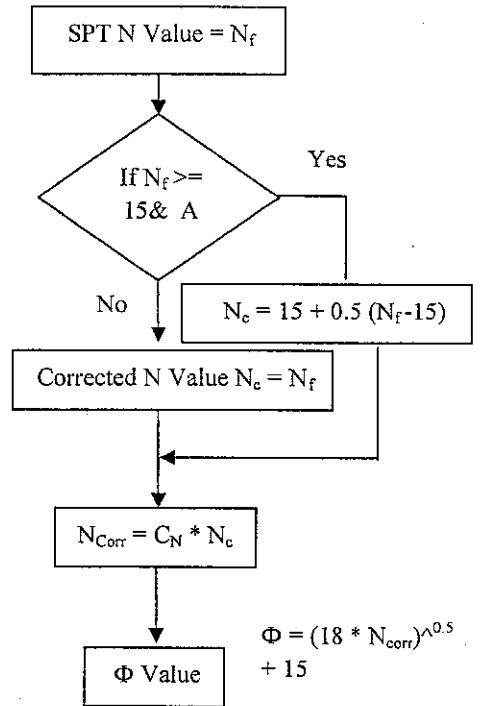 SPT N Value = N_f
Yes
If N_f >=
15& A
No
N_c = 15 + 0.5 (N_f-15)
Corrected N Value N_c = N_f
N_Corr = C_N * N_c
Φ = (18 * N_corr)^0.5
+ 15
Φ Value